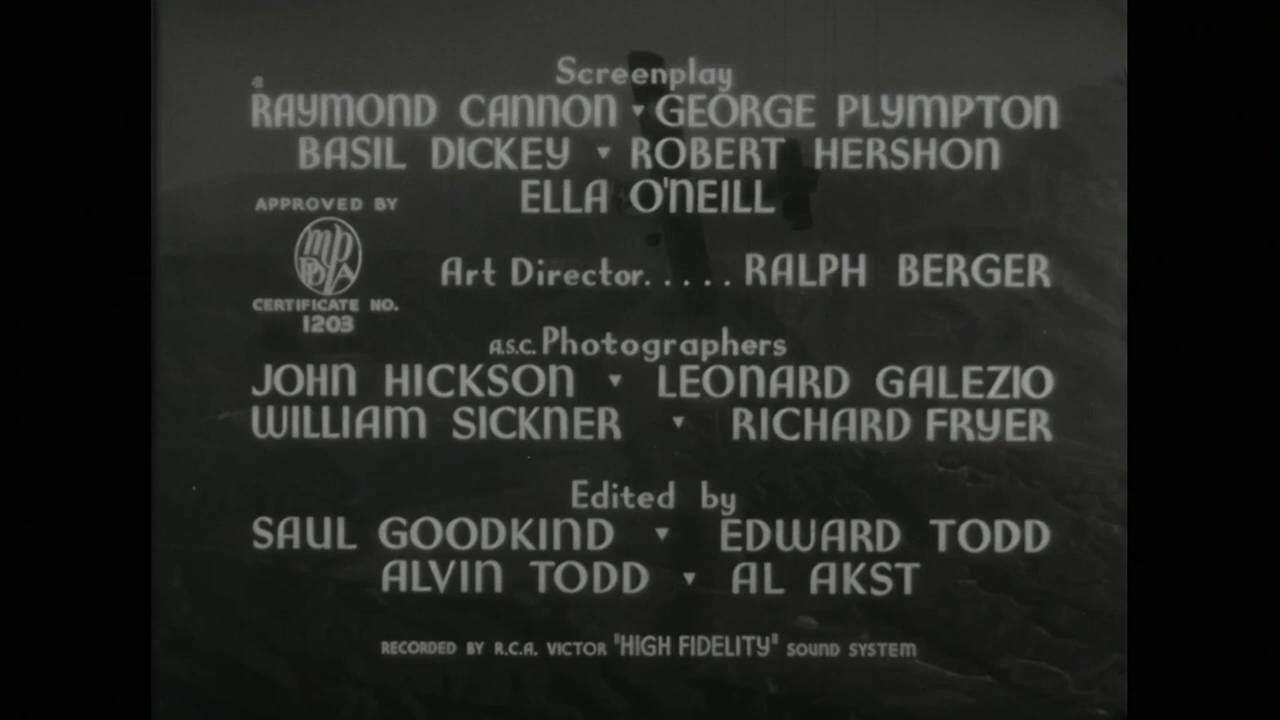 Screenplay
RAYMOND CANNON ▾ GEORGE PLYMPTON
BASIL DICKEY ▾ ROBERT HERSHON
ELLA O'NEILL
APPROVED BY
MPPDA
CERTIFICATE NO.
1203
Art Director.....RALPH BERGER
A.S.C. Photographers
JOHN HICKSON ▾ LEONARD GALEZIO
WILLIAM SICKNER ▾ RICHARD FRYER
Edited by
SAUL GOODKIND ▾ EDWARD TODD
ALVIN TODD ▾ AL AKST
RECORDED BY R.C.A. VICTOR "HIGH FIDELITY" SOUND SYSTEM